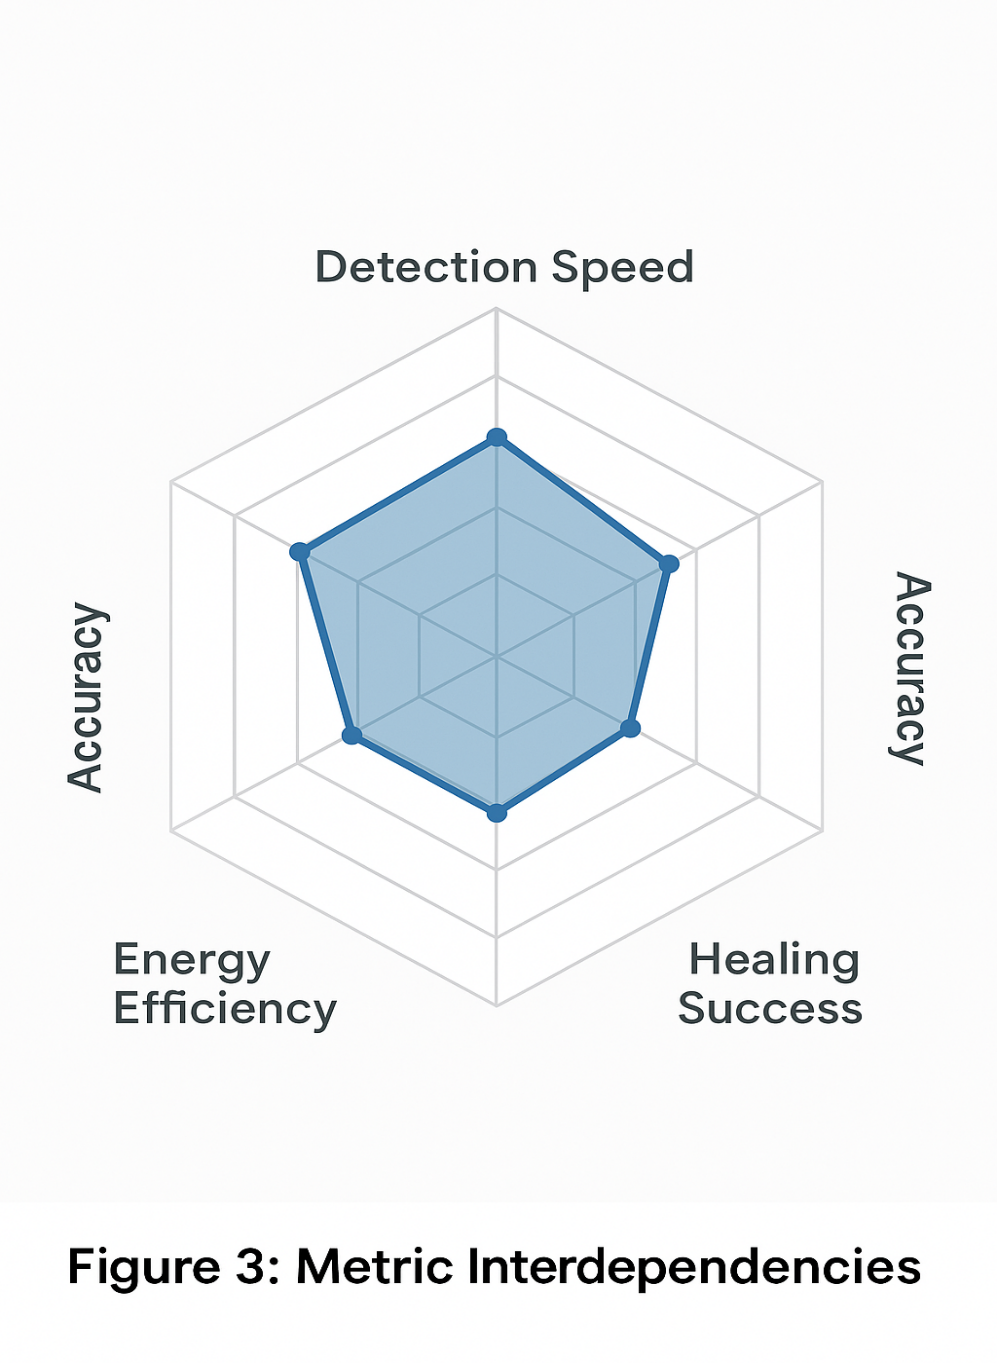 Detection Speed
Accuracy
Accuracy
Energy
Efficiency
Healing
Success
Figure 3: Metric Interdependencies